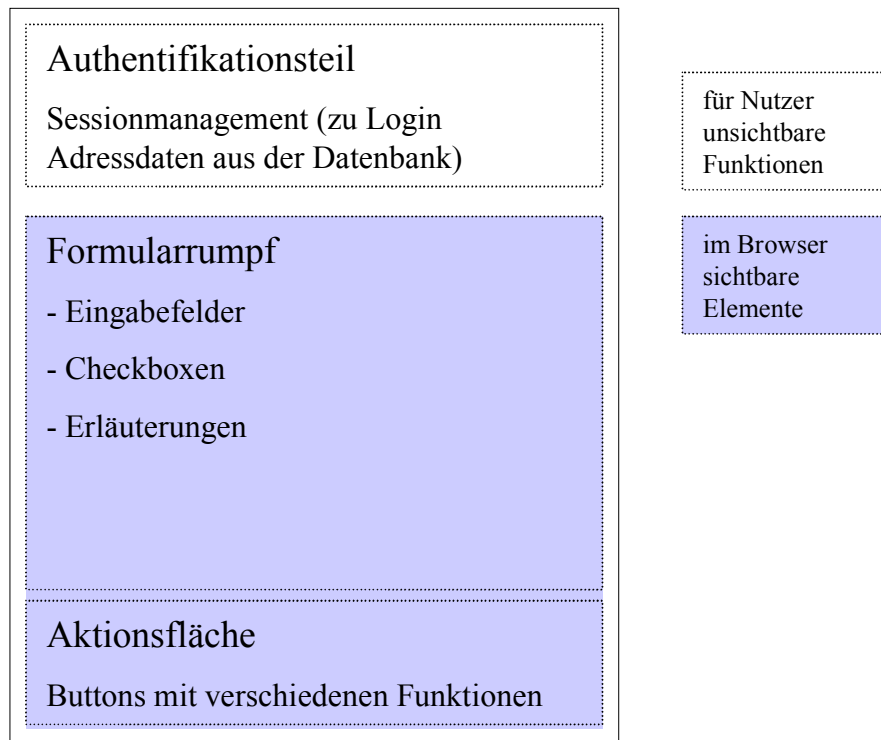 Authentifikationsteil
Sessionmanagement (zu Login
Adressdaten aus der Datenbank)
Formularrumpf
- Eingabefelder
- Checkboxen
- Erläuterungen
Aktionsfläche
Buttons mit verschiedenen Funktionen
für Nutzer
unsichtbare
Funktionen
im Browser
sichtbare
Elemente